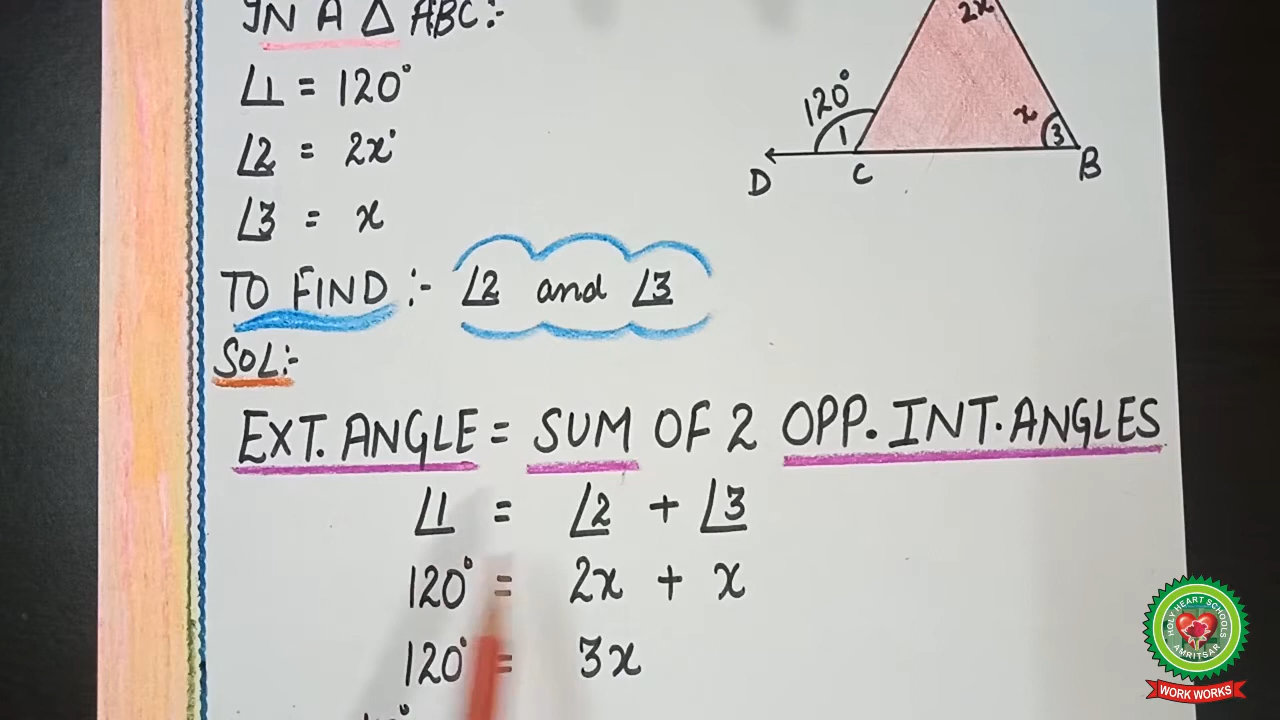 IN A △ ABC:-
2x
∠1 = 120°
120°
∠2 = 2x°
1
x
3
D
C
B
∠3 = x
TO FIND :- ∠2 and ∠3
SOL:-
EXT. ANGLE = SUM OF 2 OPP. INT. ANGLES
∠1 = ∠2 + ∠3
120° = 2x + x
120° = 3x
HOLY HEART SCHOOLS
AMRITSAR
WORK WORKS